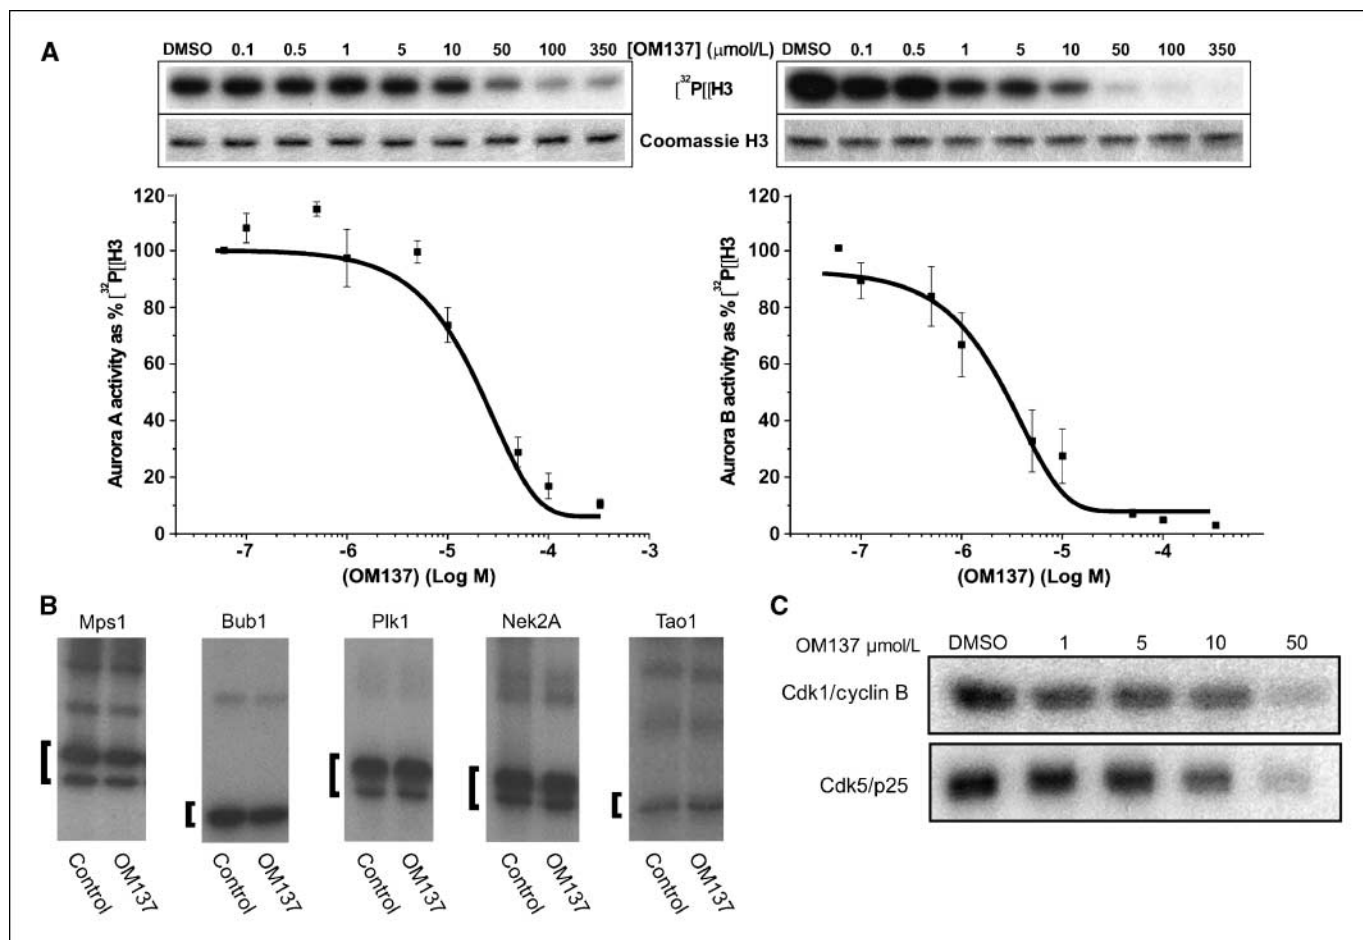 A
DMSO 0.1 0.5 1 5 10 50 100 350 [OM137] (μmol/L) DMSO 0.1 0.5 1 5 10 50 100 350
[³²P[[H3
Coomassie H3
Aurora A activity as % [³²P[[H3
120
100
80
60
40
20
0
-7 -6 -5 -4 -3
(OM137) (Log M)
Aurora B activity as % [³²P[[H3
120
100
80
60
40
20
0
-7 -6 -5 -4
(OM137) (Log M)
B
Mps1 Bub1 Plk1 Nek2A Tao1
Control OM137 Control OM137 Control OM137 Control OM137 Control OM137
C
OM137 μmol/L DMSO 1 5 10 50
Cdk1/cyclin B
Cdk5/p25